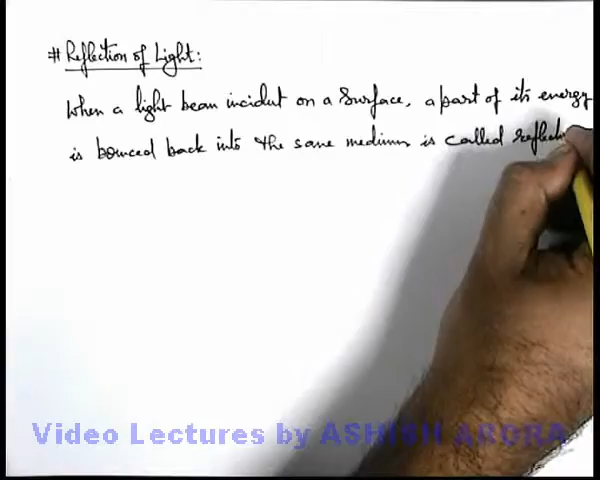 # Reflection of Light:
When a light beam incident on a surface, a part of its energy
is bounced back into the same medium is called reflecti
Video Lectures by ASHISH ARORA